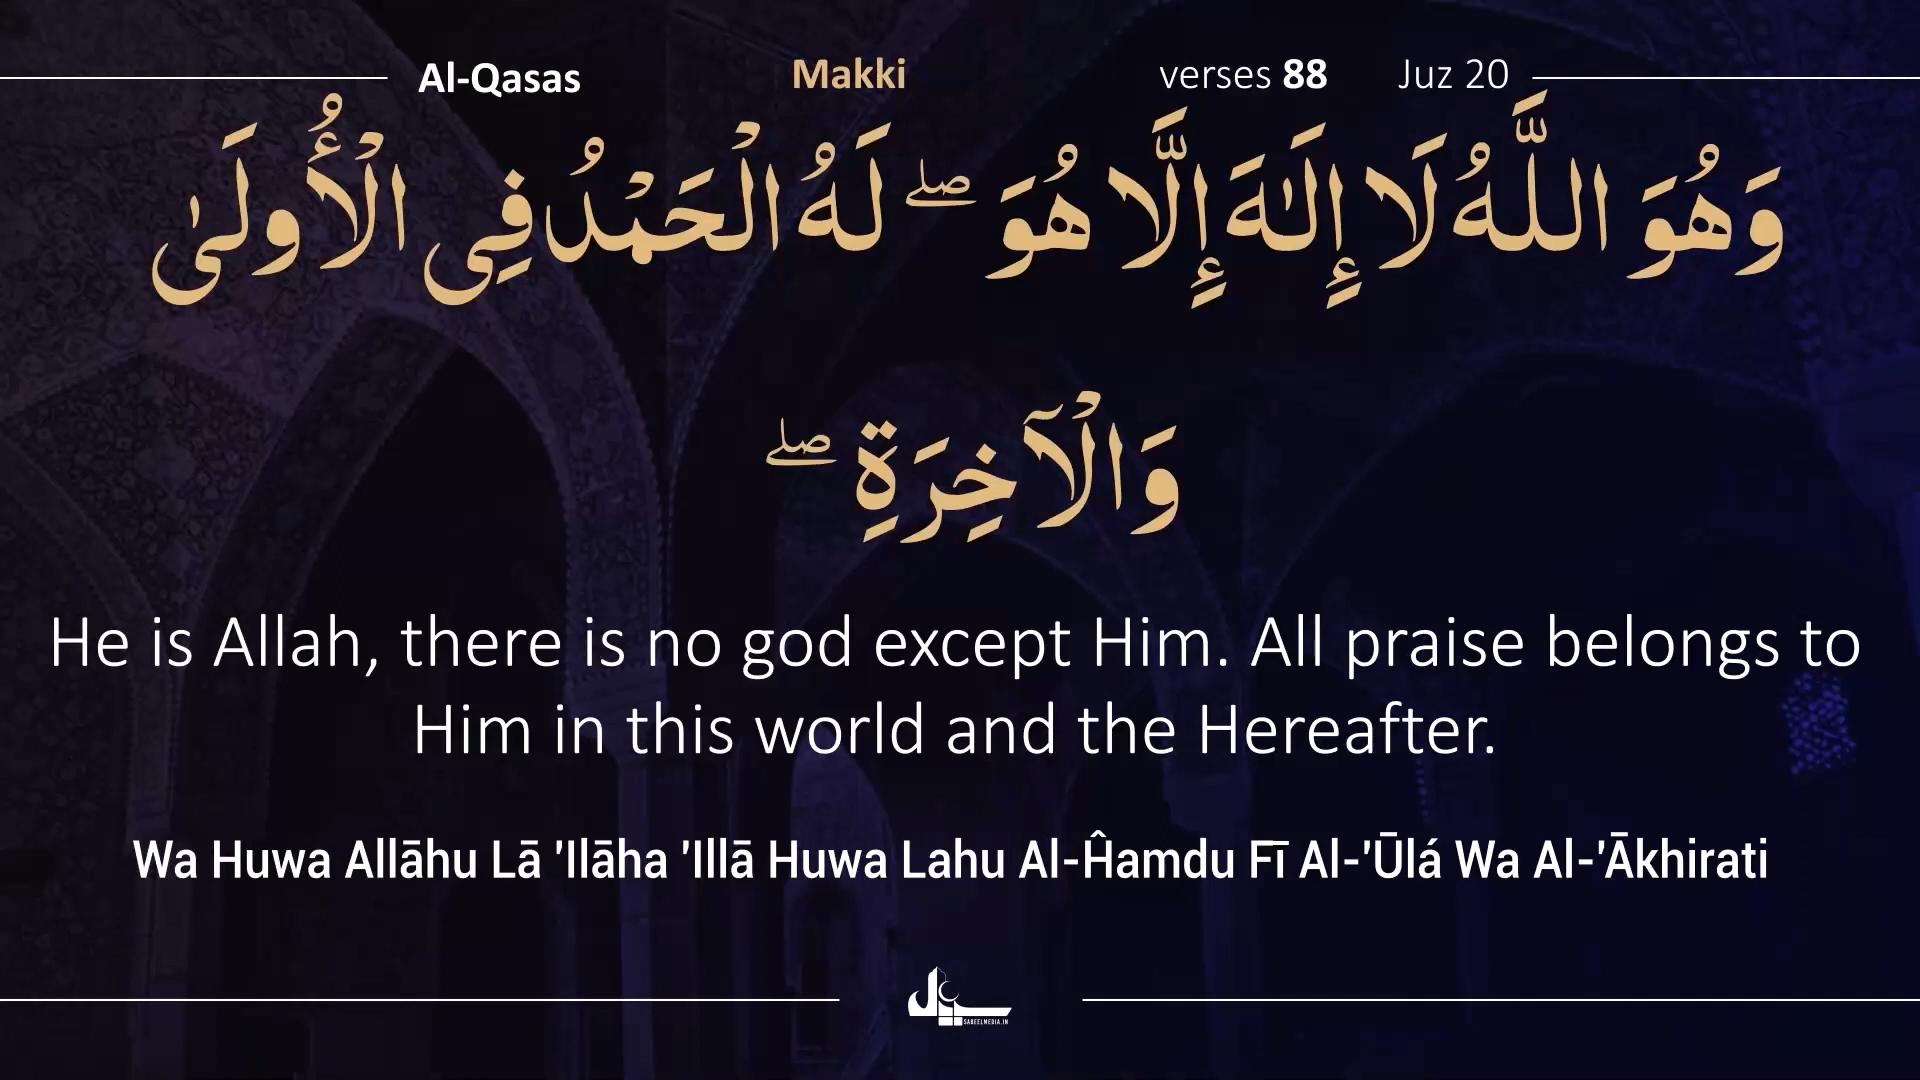 Al-Qasas Makki verses 88 Juz 20
وَهُوَ اللَّهُ لَا إِلَٰهَ إِلَّا هُوَ ۖ لَهُ الْحَمْدُ فِي الْأُولَىٰ
وَالْآخِرَةِ ۖ
He is Allah, there is no god except Him. All praise belongs to
Him in this world and the Hereafter.
Wa Huwa Allāhu Lā 'Ilāha 'Illā Huwa Lahu Al-Ĥamdu Fī Al-'Ūlá Wa Al-'Ākhirati
SABEELMEDIA.IN